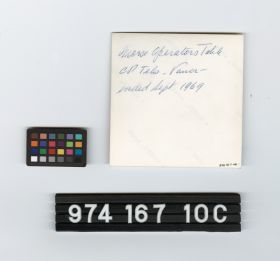 Morse Operators Table
CP Tels. Vancr
ended Sept 1969
974 167 10C